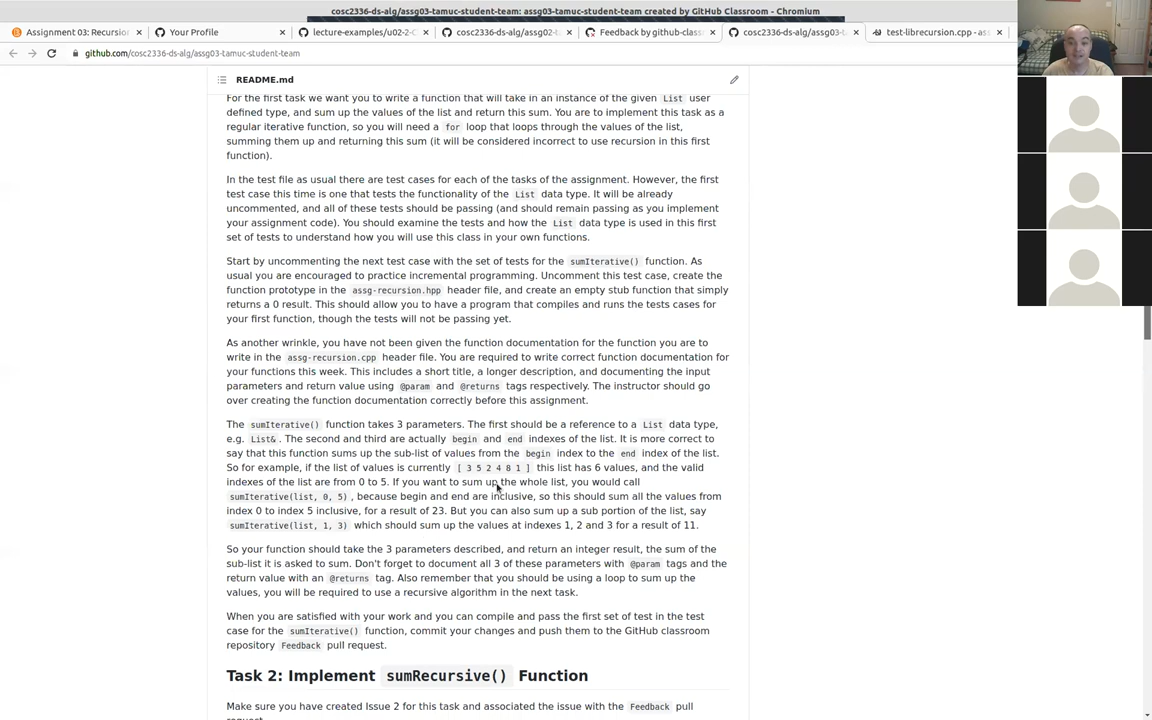 cosc2336-ds-alg/assg03-tamuc-student-team: assg03-tamuc-student-team created by GitHub Classroom - Chromium
Assignment 03: Recursion
Your Profile
lecture-examples/u02-2-C
cosc2336-ds-alg/assg02-t
Feedback by github-class
cosc2336-ds-alg/assg03-t
test-librecursion.cpp - ass
github.com/cosc2336-ds-alg/assg03-tamuc-student-team
README.md
For the first task we want you to write a function that will take in an instance of the given List user
defined type, and sum up the values of the list and return this sum. You are to implement this task as a
regular iterative function, so you will need a for loop that loops through the values of the list,
summing them up and returning this sum (it will be considered incorrect to use recursion in this first
function).
In the test file as usual there are test cases for each of the tasks of the assignment. However, the first
test case this time is one that tests the functionality of the List data type. It will be already
uncommented, and all of these tests should be passing (and should remain passing as you implement
your assignment code). You should examine the tests and how the List data type is used in this first
set of tests to understand how you will use this class in your own functions.
Start by uncommenting the next test case with the set of tests for the sumIterative() function. As
usual you are encouraged to practice incremental programming. Uncomment this test case, create the
function prototype in the assg-recursion.hpp header file, and create an empty stub function that simply
returns a 0 result. This should allow you to have a program that compiles and runs the tests cases for
your first function, though the tests will not be passing yet.
As another wrinkle, you have not been given the function documentation for the function you are to
write in the assg-recursion.cpp header file. You are required to write correct function documentation for
your functions this week. This includes a short title, a longer description, and documenting the input
parameters and return value using @param and @returns tags respectively. The instructor should go
over creating the function documentation correctly before this assignment.
The sumIterative() function takes 3 parameters. The first should be a reference to a List data type,
e.g. List& . The second and third are actually begin and end indexes of the list. It is more correct to
say that this function sums up the sub-list of values from the begin index to the end index of the list.
So for example, if the list of values is currently [ 3 5 2 4 8 1 ] this list has 6 values, and the valid
indexes of the list are from 0 to 5. If you want to sum up the whole list, you would call
sumIterative(list, 0, 5) , because begin and end are inclusive, so this should sum all the values from
index 0 to index 5 inclusive, for a result of 23. But you can also sum up a sub portion of the list, say
sumIterative(list, 1, 3) which should sum up the values at indexes 1, 2 and 3 for a result of 11.
So your function should take the 3 parameters described, and return an integer result, the sum of the
sub-list it is asked to sum. Don't forget to document all 3 of these parameters with @param tags and the
return value with an @returns tag. Also remember that you should be using a loop to sum up the
values, you will be required to use a recursive algorithm in the next task.
When you are satisfied with your work and you can compile and pass the first set of test in the test
case for the sumIterative() function, commit your changes and push them to the GitHub classroom
repository Feedback pull request.
Task 2: Implement sumRecursive() Function
Make sure you have created Issue 2 for this task and associated the issue with the Feedback pull
request.